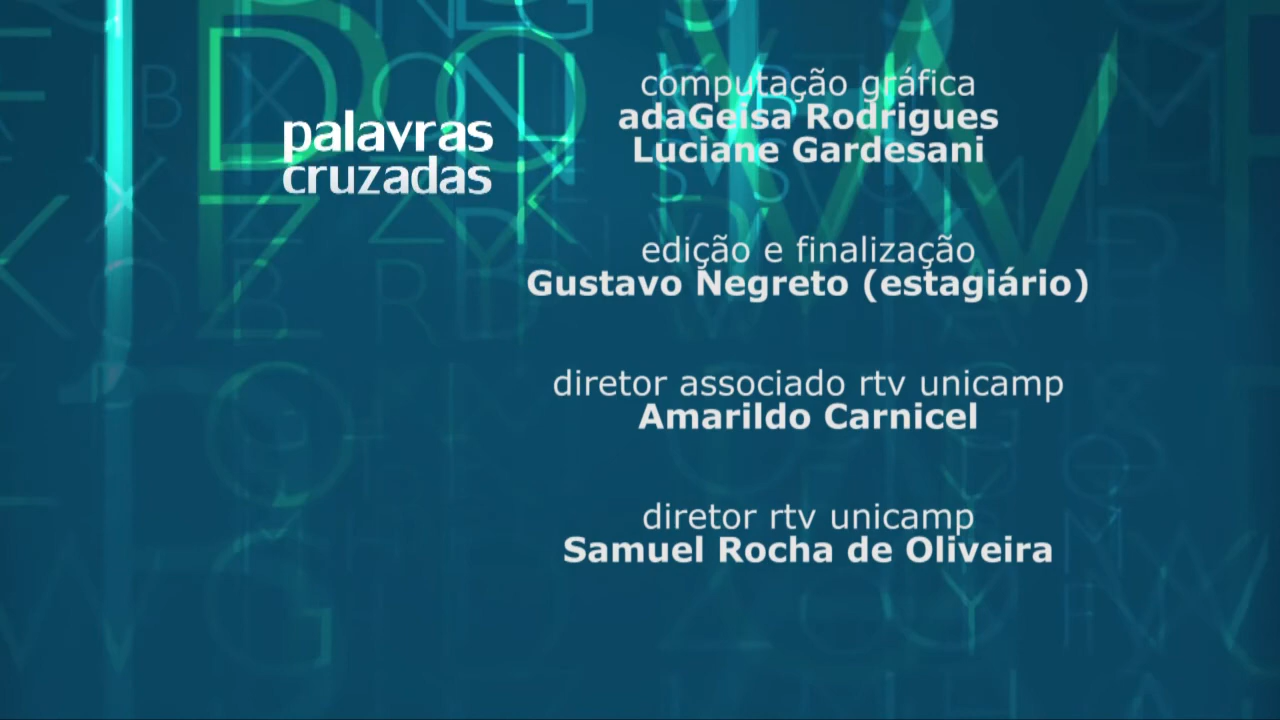 palavras
cruzadas
computação gráfica
adaGeisa Rodrigues
Luciane Gardesani
edição e finalização
Gustavo Negreto (estagiário)
diretor associado rtv unicamp
Amarildo Carnicel
diretor rtv unicamp
Samuel Rocha de Oliveira